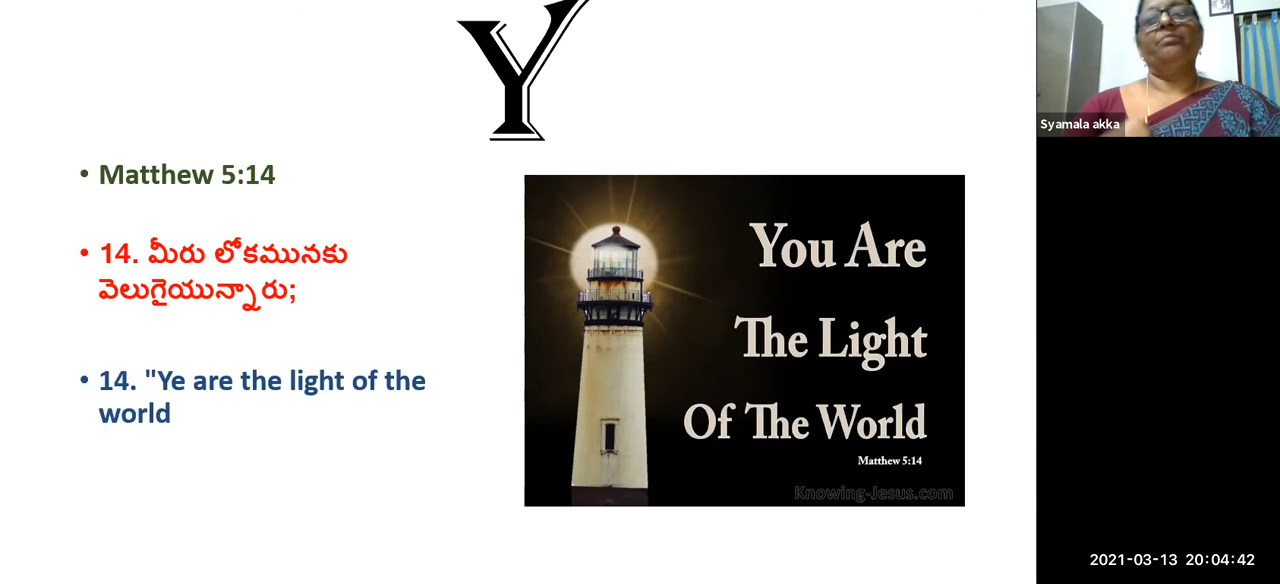 Y
• Matthew 5:14
• 14. మీరు లోకమునకు
వెలుగైయున్నారు;
• 14. "Ye are the light of the
world
You Are
The Light
Of The World
Matthew 5:14
Knowing-Jesus.com
Syamala akka
2021-03-13 20:04:42